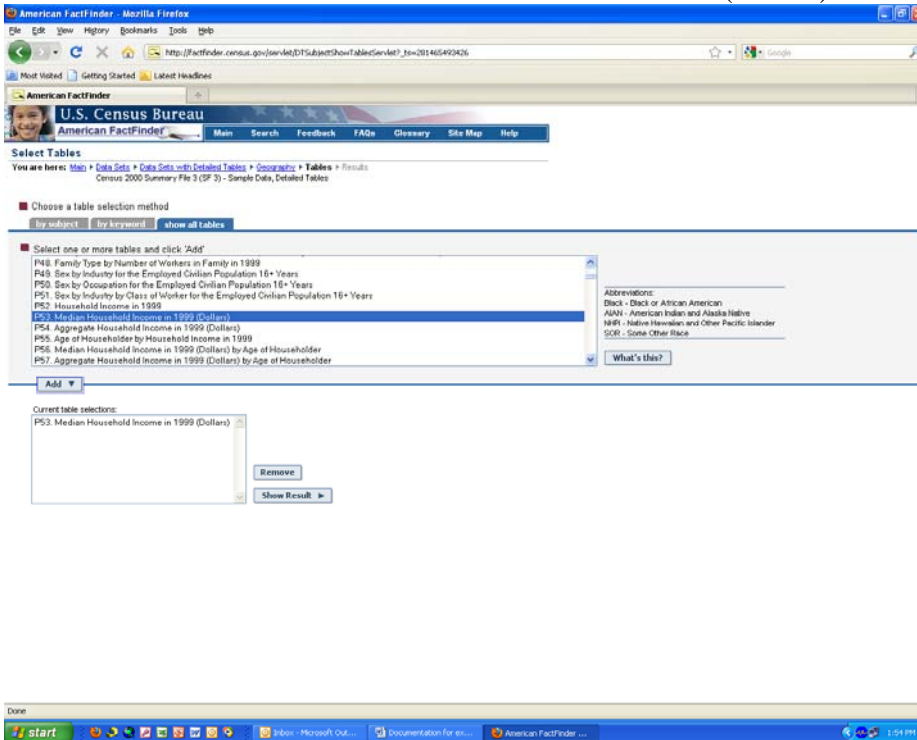 American FactFinder - Mozilla Firefox
File Edit View History Bookmarks Tools Help
http://factfinder.census.gov/servlet/DTSubjectShowTablesServlet?_ts=281465493426
Google
Most Visited Getting Started Latest Headlines
American FactFinder
U.S. Census Bureau
American FactFinder
Main Search Feedback FAQs Glossary Site Map Help
Select Tables
You are here: Main ▸ Data Sets ▸ Data Sets with Detailed Tables ▸ Geography ▸ Tables ▸ Results
Census 2000 Summary File 3 (SF 3) - Sample Data, Detailed Tables
Choose a table selection method
by subject by keyword show all tables
Select one or more tables and click 'Add'
P48. Family Type by Number of Workers in Family in 1999
P49. Sex by Industry for the Employed Civilian Population 16+ Years
P50. Sex by Occupation for the Employed Civilian Population 16+ Years
P51. Sex by Industry by Class of Worker for the Employed Civilian Population 16+ Years
P52. Household Income in 1999
P53. Median Household Income in 1999 (Dollars)
P54. Aggregate Household Income in 1999 (Dollars)
P55. Age of Householder by Household Income in 1999
P56. Median Household Income in 1999 (Dollars) by Age of Householder
P57. Aggregate Household Income in 1999 (Dollars) by Age of Householder
Abbreviations:
Black - Black or African American
AIAN - American Indian and Alaska Native
NHPI - Native Hawaiian and Other Pacific Islander
SOR - Some Other Race
What's this?
Add ▼
Current table selections:
P53. Median Household Income in 1999 (Dollars)
Remove
Show Result ►
Done
start
Inbox - Microsoft Out...
Documentation for ex...
American FactFinder ...
1:54 PM